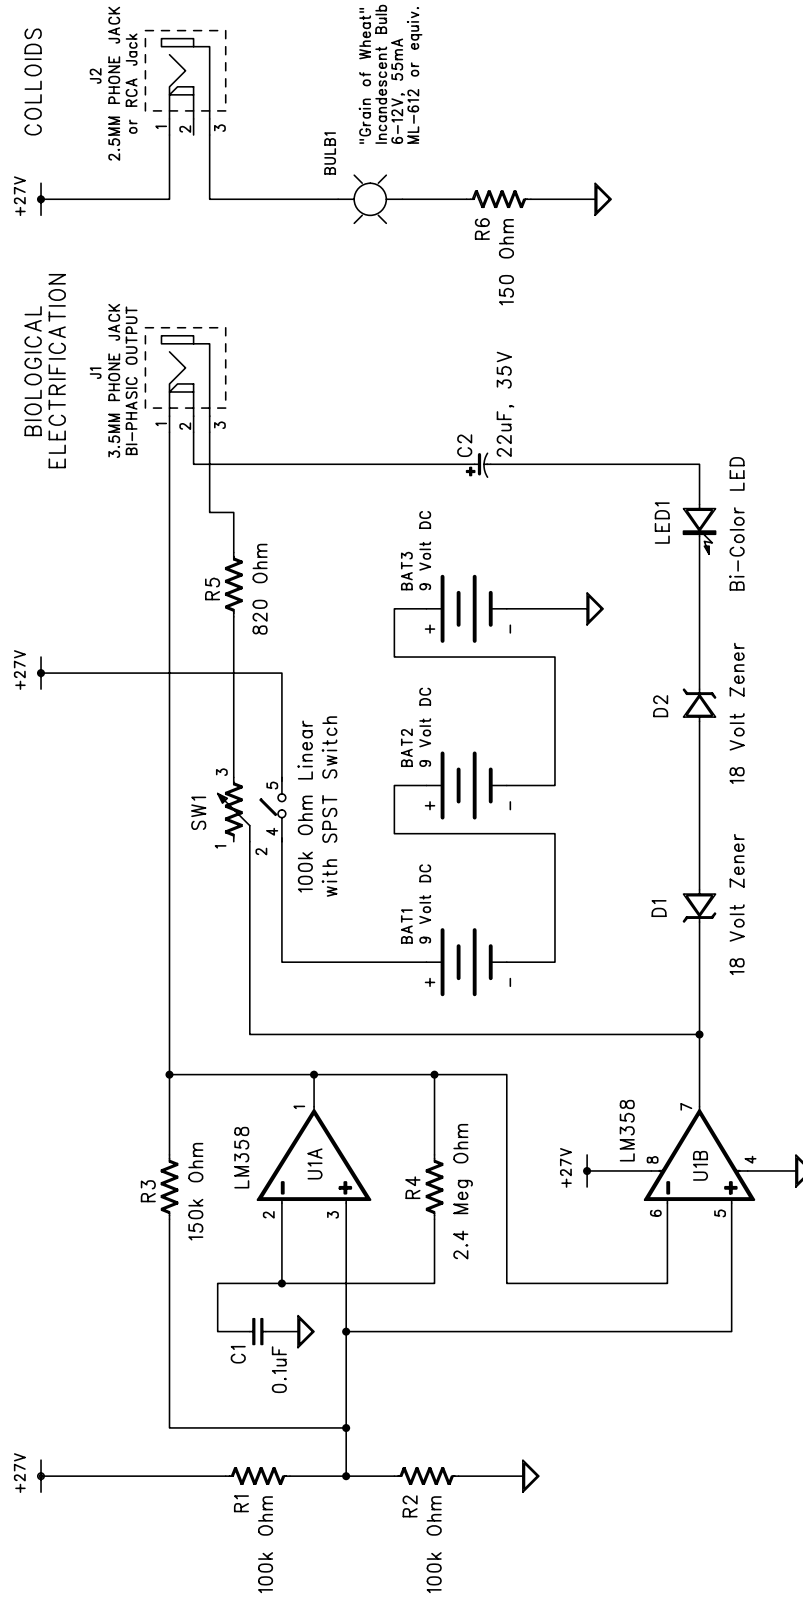 +27V
R1
100k Ohm
R2
100k Ohm
R3
150k Ohm
C1
0.1uF
LM358
U1A
2
3
1
R4
2.4 Meg Ohm
+27V
LM358
U1B
6
5
8
4
7
SW1
1
2
3
4
5
100k Ohm Linear
with SPST Switch
+27V
R5
820 Ohm
BAT1
9 Volt DC
+
-
BAT2
9 Volt DC
+
-
BAT3
9 Volt DC
+
-
D1
18 Volt Zener
D2
18 Volt Zener
LED1
Bi-Color LED
C2
22uF, 35V
+
BIOLOGICAL
ELECTRIFICATION
J1
3.5MM PHONE JACK
BI-PHASIC OUTPUT
1
2
3
COLLOIDS
+27V
J2
2.5MM PHONE JACK
or RCA Jack
1
2
3
BULB1
"Grain of Wheat"
Incandescent Bulb
6-12V, 55mA
ML-612 or equiv.
R6
150 Ohm